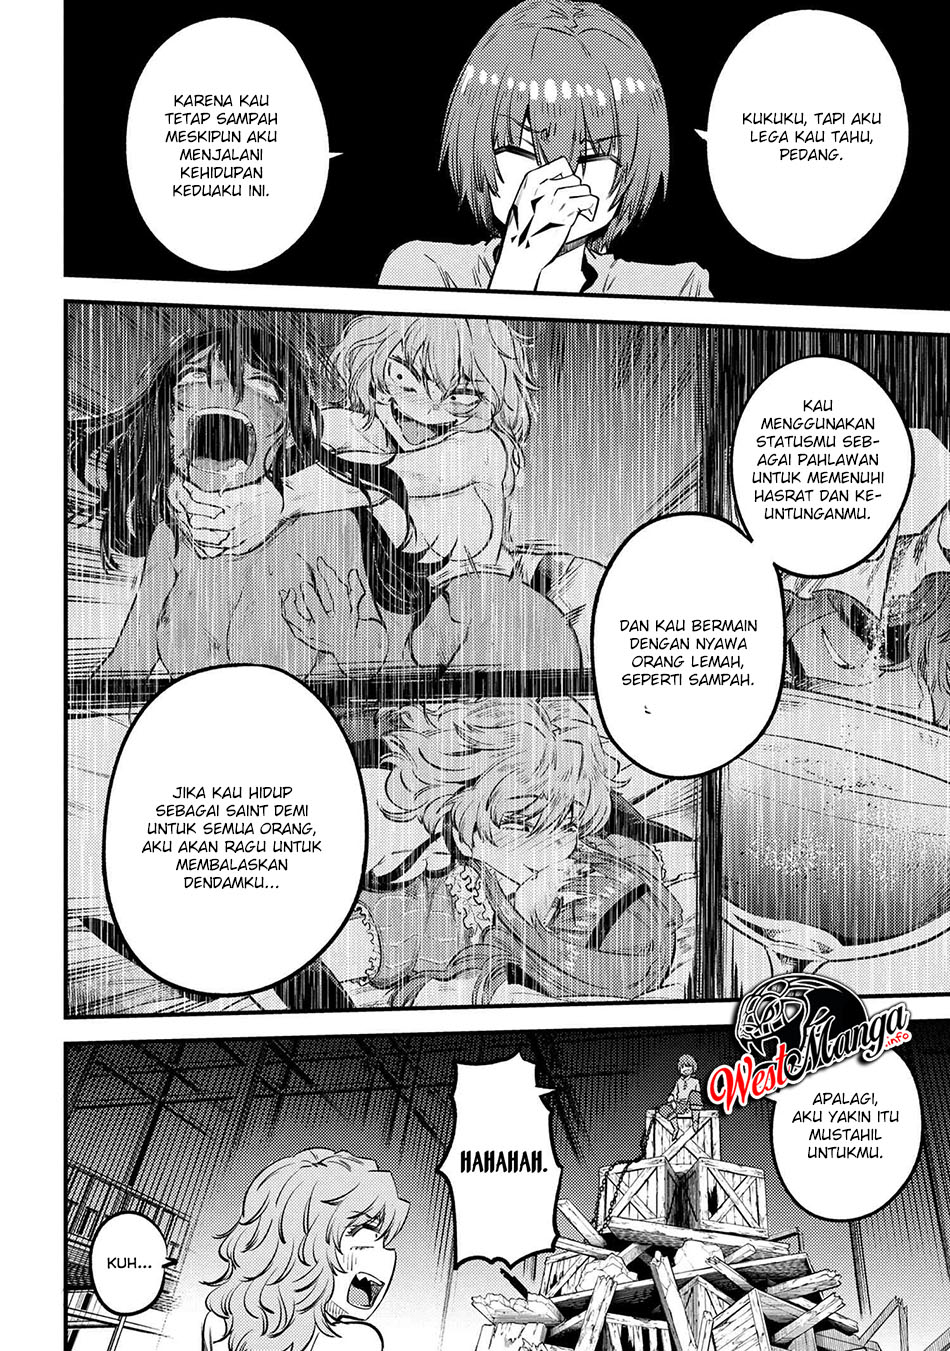 KUKUKU, TAPI AKU
LEGA KAU TAHU,
PEDANG.
KARENA KAU
TETAP SAMPAH
MESKIPUN AKU
MENJALANI
KEHIDUPAN
KEDUAKU INI.
KAU
MENGGUNAKAN
STATUSMU SEB-
AGAI PAHLAWAN
UNTUK MEMENUHI
HASRAT DAN KE-
UNTUNGANMU.
DAN KAU BERMAIN
DENGAN NYAWA
ORANG LEMAH,
SEPERTI SAMPAH.
JIKA KAU HIDUP
SEBAGAI SAINT DEMI
UNTUK SEMUA ORANG,
AKU AKAN RAGU UNTUK
MEMBALASKAN
DENDAMKU...
WESTMANGA
.info
APALAGI,
AKU YAKIN ITU
MUSTAHIL
UNTUKMU.
HAHAHAH.
KUH...